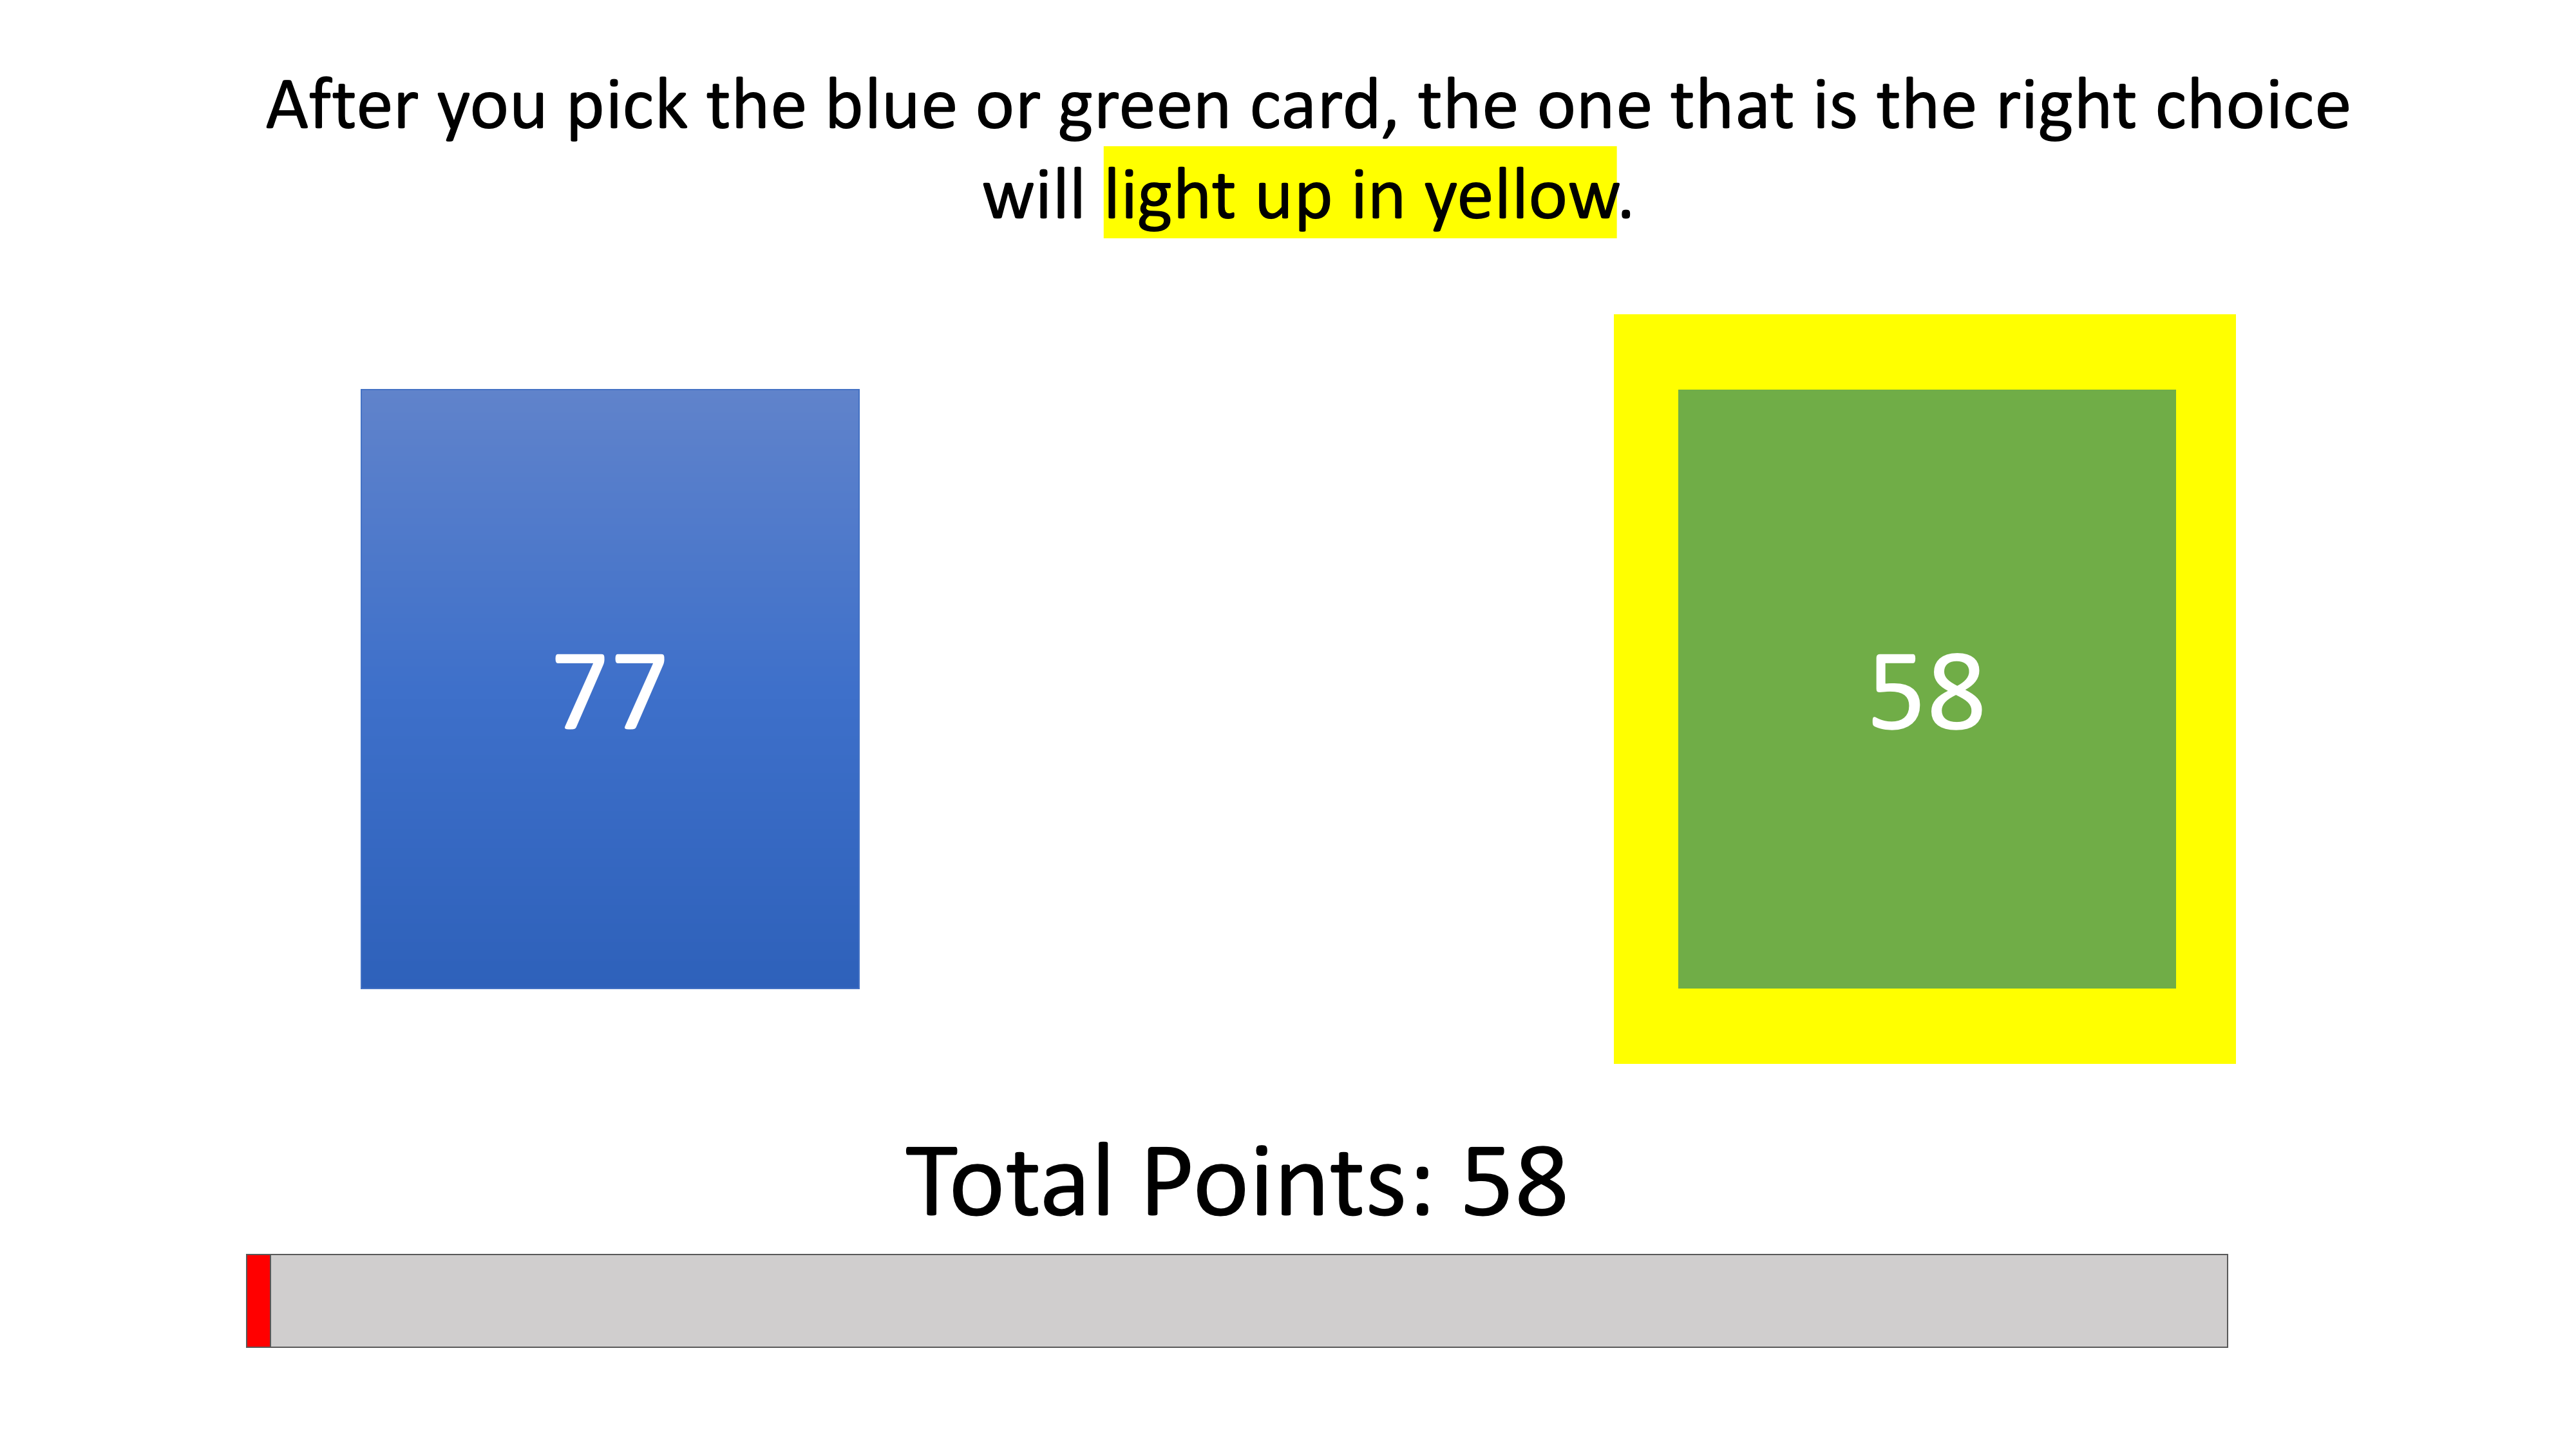 After you pick the blue or green card, the one that is the right choice
will light up in yellow.
77
58
Total Points: 58